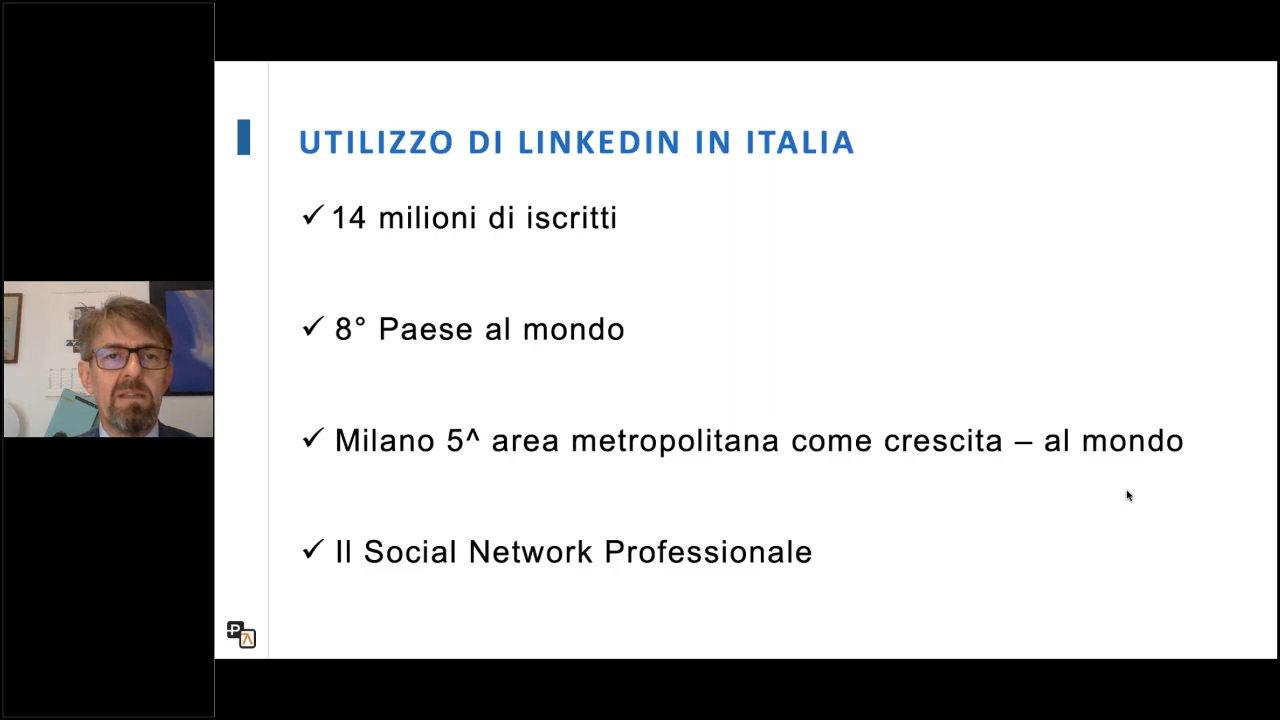 UTILIZZO DI LINKEDIN IN ITALIA
✓ 14 milioni di iscritti
✓ 8° Paese al mondo
✓ Milano 5^ area metropolitana come crescita – al mondo
✓ Il Social Network Professionale